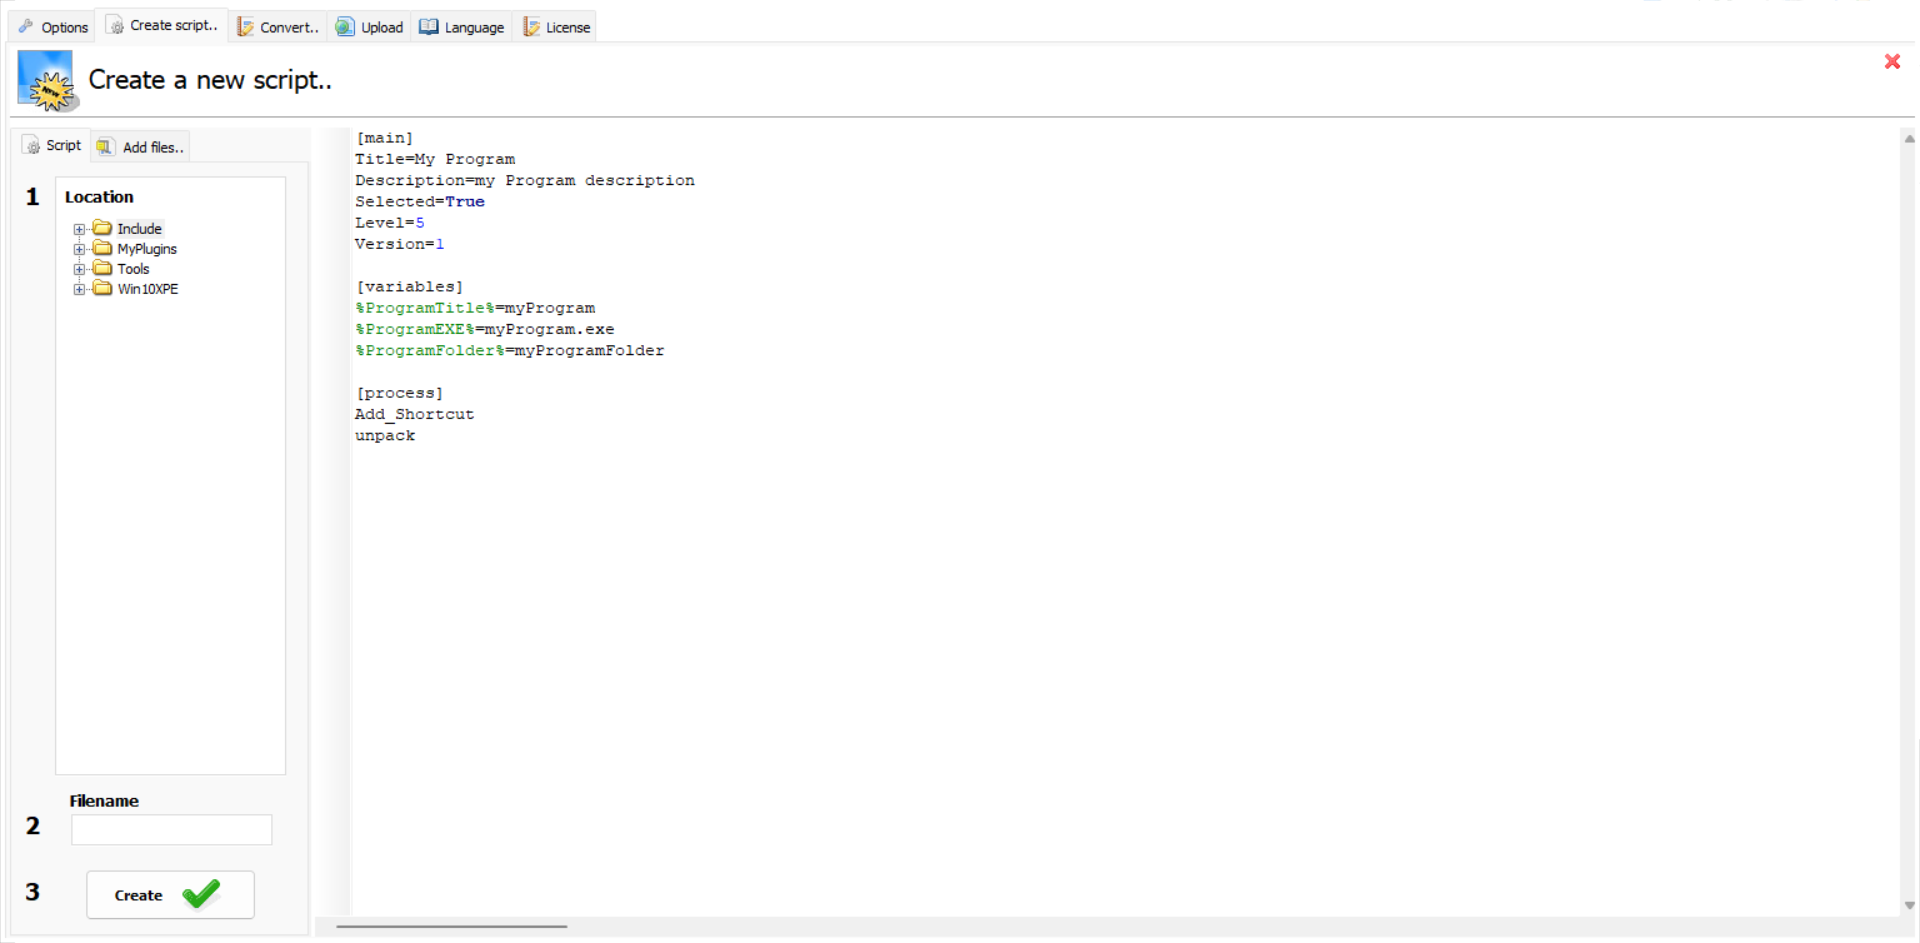 Options
Create script..
Convert..
Upload
Language
License
Create a new script..
Script
Add files..
1
Location
Include
MyPlugins
Tools
Win10XPE
Filename
2
3
Create
[main]
Title=My Program
Description=my Program description
Selected=True
Level=5
Version=1
[variables]
%ProgramTitle%=myProgram
%ProgramEXE%=myProgram.exe
%ProgramFolder%=myProgramFolder
[process]
Add_Shortcut
unpack